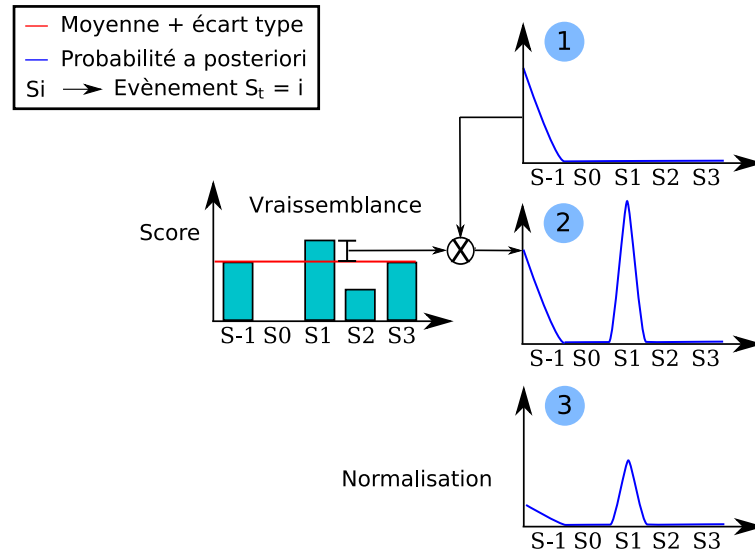 Moyenne + écart type
Probabilité a posteriori
Si → Evènement S_t = i
1
S-1 S0 S1 S2 S3
Vraissemblance
Score
X
S-1 S0 S1 S2 S3
2
S-1 S0 S1 S2 S3
3
Normalisation
S-1 S0 S1 S2 S3